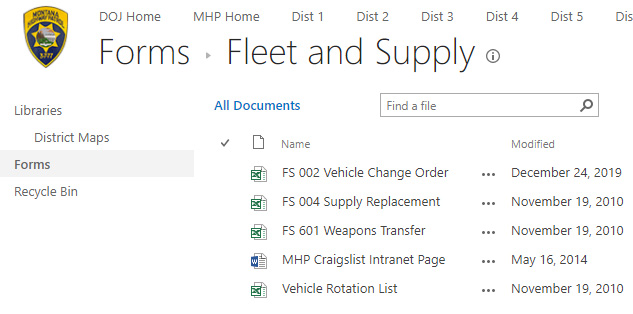 DOJ Home MHP Home Dist 1 Dist 2 Dist 3 Dist 4 Dist 5 Dis
MONTANA
HIGHWAY PATROL
3-7-77
Forms ▸ Fleet and Supply
Libraries
District Maps
Forms
Recycle Bin
All Documents
Find a file
Name Modified
FS 002 Vehicle Change Order ... December 24, 2019
FS 004 Supply Replacement ... November 19, 2010
FS 601 Weapons Transfer ... November 19, 2010
MHP Craigslist Intranet Page ... May 16, 2014
Vehicle Rotation List ... November 19, 2010